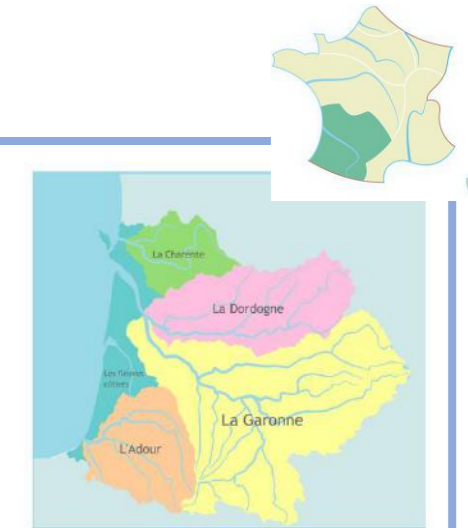 La Charente
La Dordogne
Les fleuves
côtiers
La Garonne
L'Adour